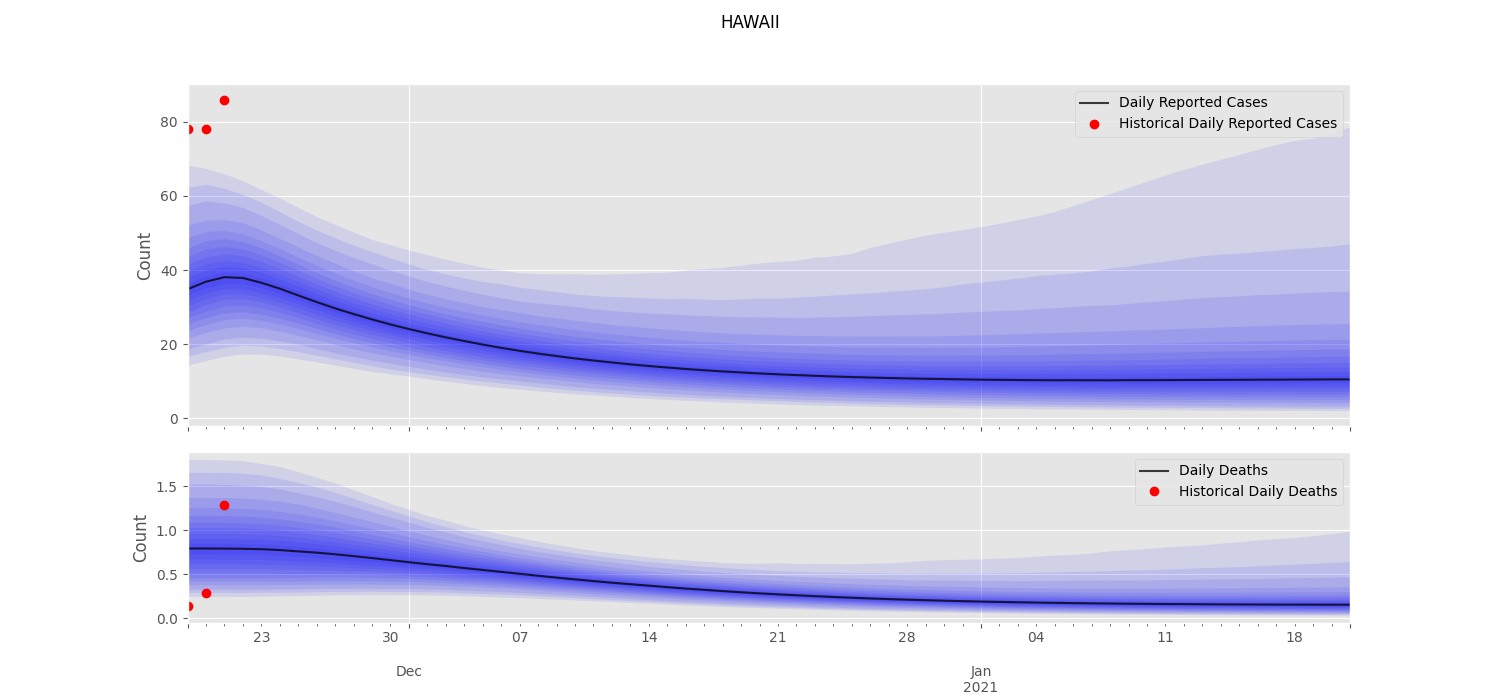 HAWAII
Daily Reported Cases
Historical Daily Reported Cases
80
60
40
20
0
Count
Daily Deaths
Historical Daily Deaths
1.5
1.0
0.5
0.0
Count
23 30 07 14 21 28 04 11 18
Dec Jan
2021